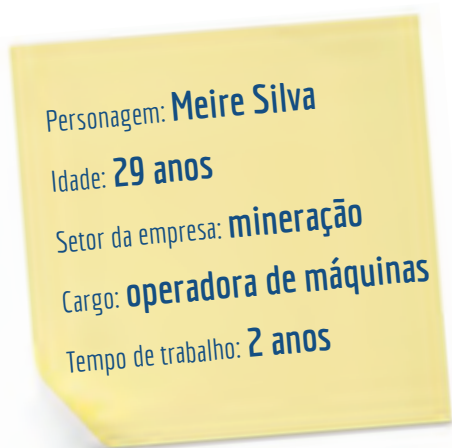 Personagem: Meire Silva
Idade: 29 anos
Setor da empresa: mineração
Cargo: operadora de máquinas
Tempo de trabalho: 2 anos